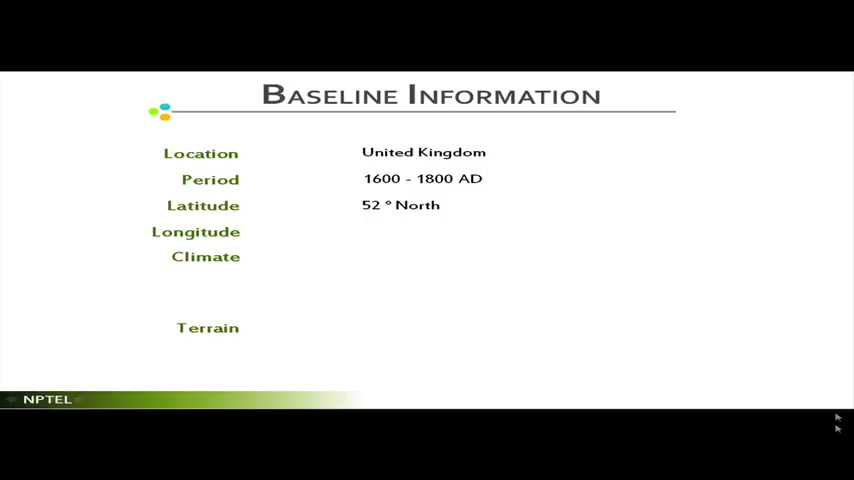 BASELINE INFORMATION
Location United Kingdom
Period 1600 - 1800 AD
Latitude 52 ° North
Longitude
Climate
Terrain
NPTEL